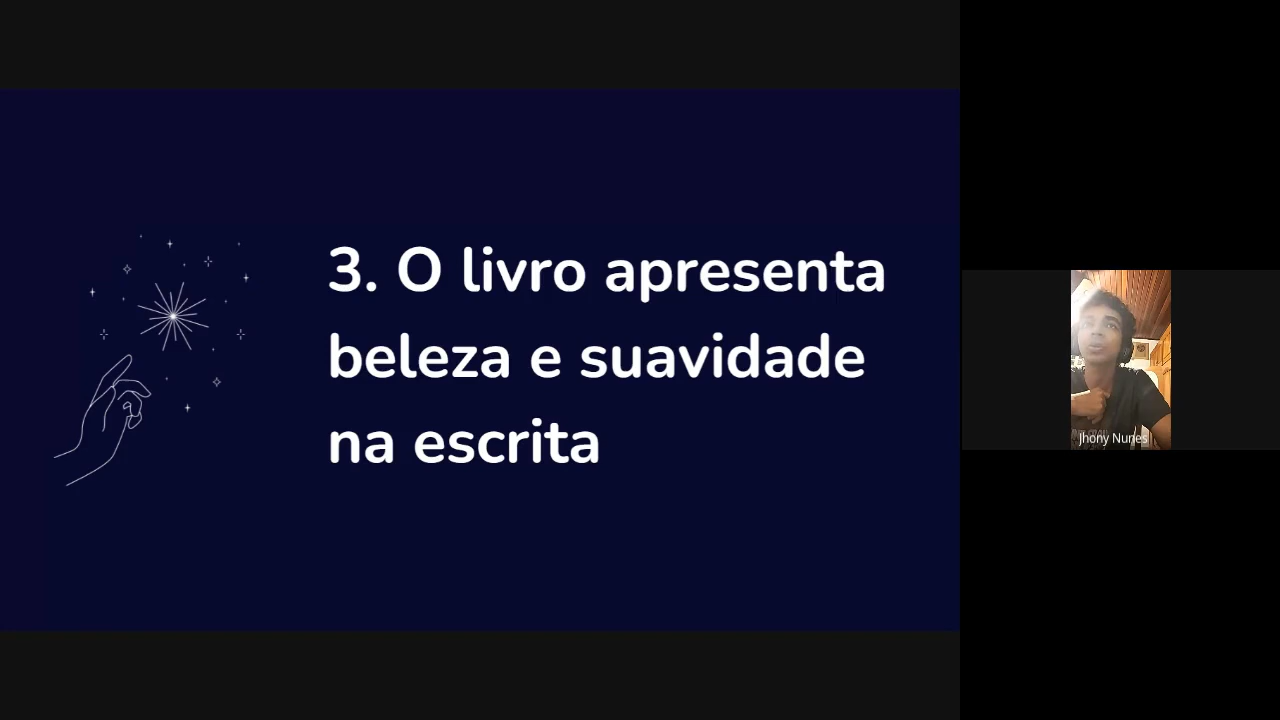 3. O livro apresenta
beleza e suavidade
na escrita
Jhony Nunes